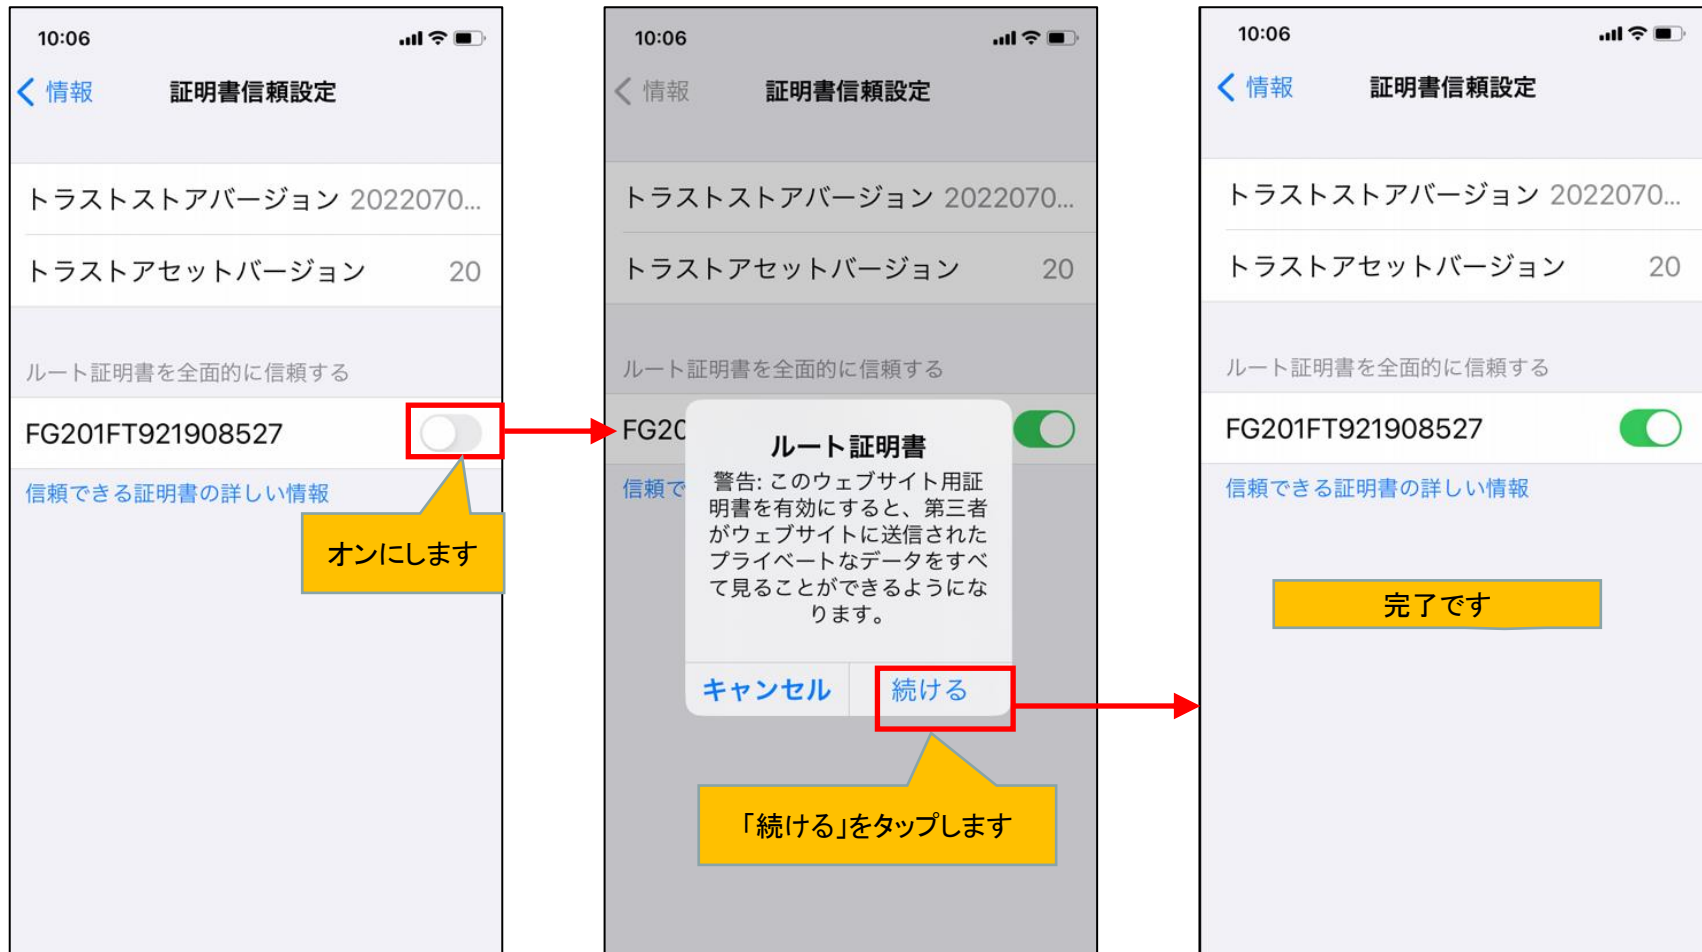 10:06
情報
証明書信頼設定
トラストストアバージョン 2022070...
トラストアセットバージョン 20
ルート証明書を全面的に信頼する
FG201FT921908527
信頼できる証明書の詳しい情報
オンにします
10:06
情報
証明書信頼設定
トラストストアバージョン 2022070...
トラストアセットバージョン 20
ルート証明書を全面的に信頼する
FG20
信頼で
ルート証明書
警告: このウェブサイト用証
明書を有効にすると、第三者
がウェブサイトに送信された
プライベートなデータをすべ
て見ることができるようにな
ります。
キャンセル
続ける
「続ける」をタップします
10:06
情報
証明書信頼設定
トラストストアバージョン 2022070...
トラストアセットバージョン 20
ルート証明書を全面的に信頼する
FG201FT921908527
信頼できる証明書の詳しい情報
完了です